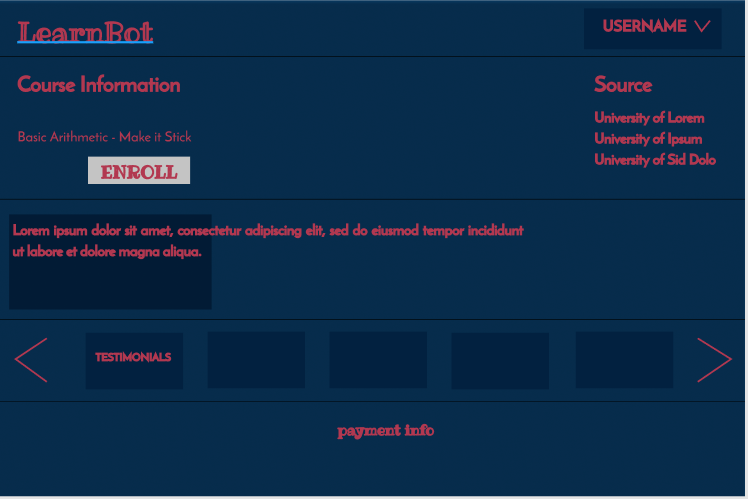 LearnBot
USERNAME
Course Information
Source
University of Lorem
University of Ipsum
University of Sid Dolo
Basic Arithmetic - Make it Stick
ENROLL
Lorem ipsum dolor sit amet, consectetur adipiscing elit, sed do eiusmod tempor incididunt
ut labore et dolore magna aliqua.
TESTIMONIALS
payment info